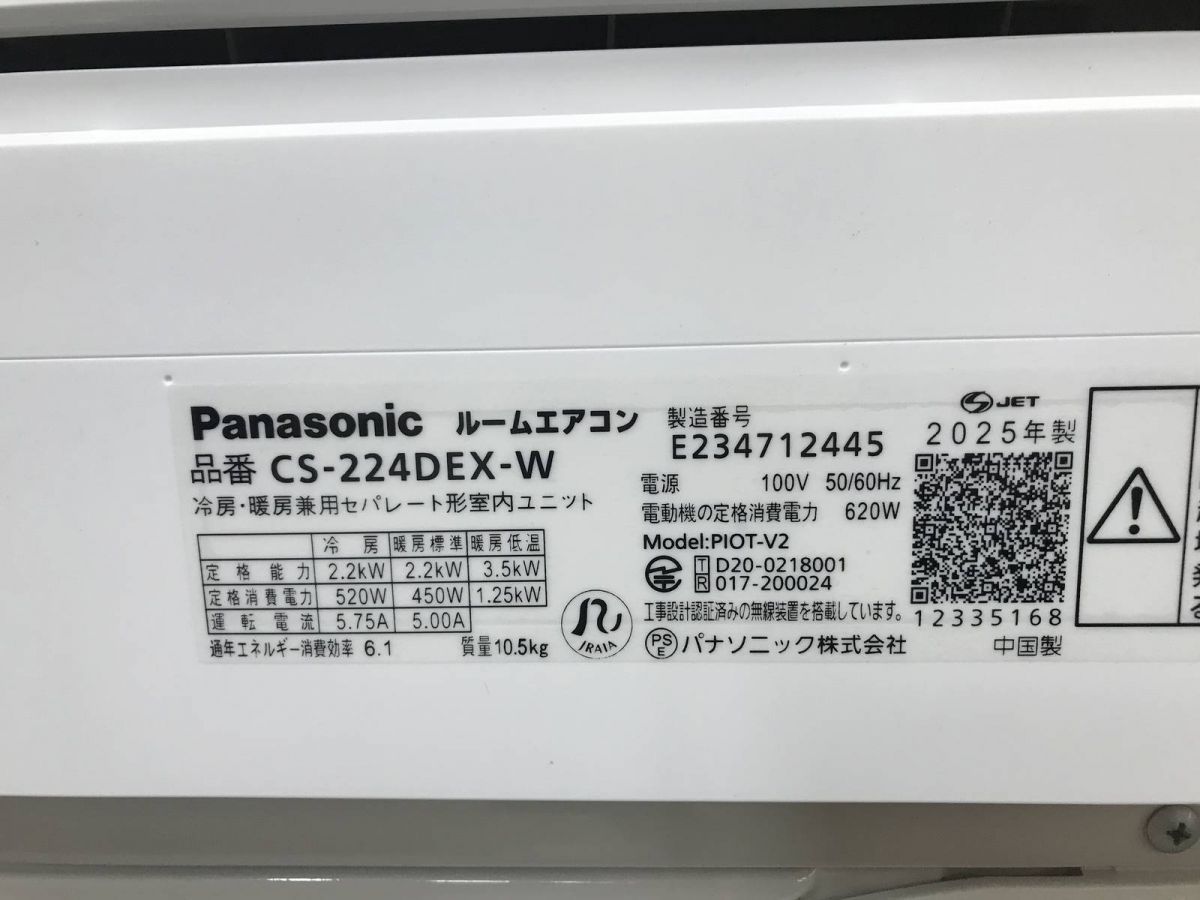 Panasonic ルームエアコン
品番 CS-224DEX-W
冷房・暖房兼用セパレート形室内ユニット
冷房 暖房標準 暖房低温
定格能力 2.2kW 2.2kW 3.5kW
定格消費電力 520W 450W 1.25kW
運転電流 5.75A 5.00A
通年エネルギー消費効率 6.1 質量10.5kg
JRAIA
製造番号
E234712445
電源 100V 50/60Hz
電動機の定格消費電力 620W
Model:PIOT-V2
T D20-0218001
R 017-200024
工事設計認証済みの無線装置を搭載しています。
PSE パナソニック株式会社
JET
2025年製
12335168
中国製